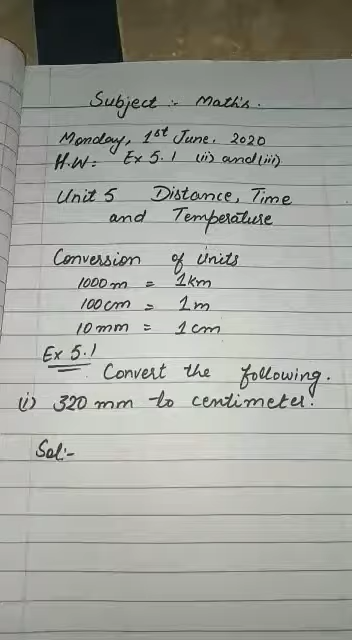 Subject :- Math's.
Monday, 1st June. 2020
H.W: Ex 5.1 (ii) and (iii)
Unit 5 Distance, Time
and Temperature
Conversion of Units
1000 m = 1 km
100 cm = 1 m
10 mm = 1 cm
Ex 5.1
Convert the following.
(i) 320 mm to centimeter.
Sol:-